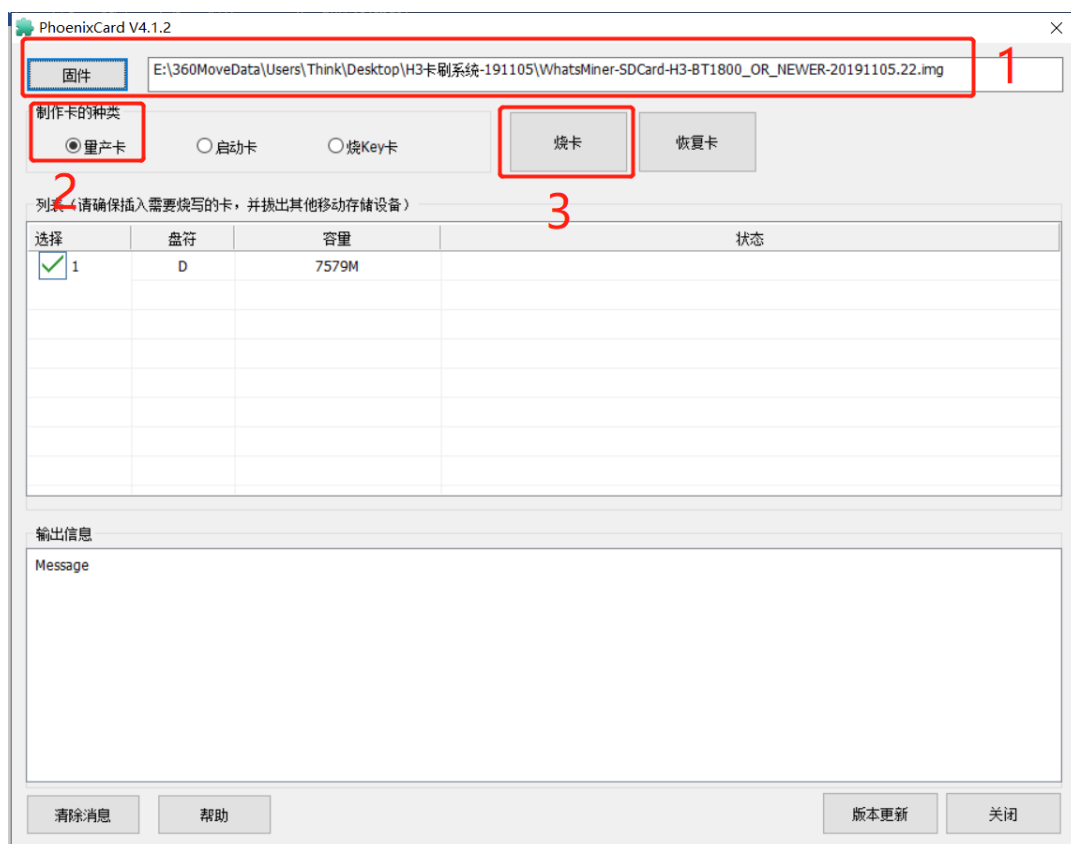 PhoenixCard V4.1.2
固件 E:\360MoveData\Users\Think\Desktop\H3卡刷系统-191105\WhatsMiner-SDCard-H3-BT1800_OR_NEWER-20191105.22.img 1
制作卡的种类
量产卡 启动卡 烧Key卡 烧卡 恢复卡
2 3
列表（请确保插入需要烧写的卡，并拔出其他移动存储设备）
选择 盘符 容量 状态
1 D 7579M
输出信息
Message
清除消息 帮助 版本更新 关闭